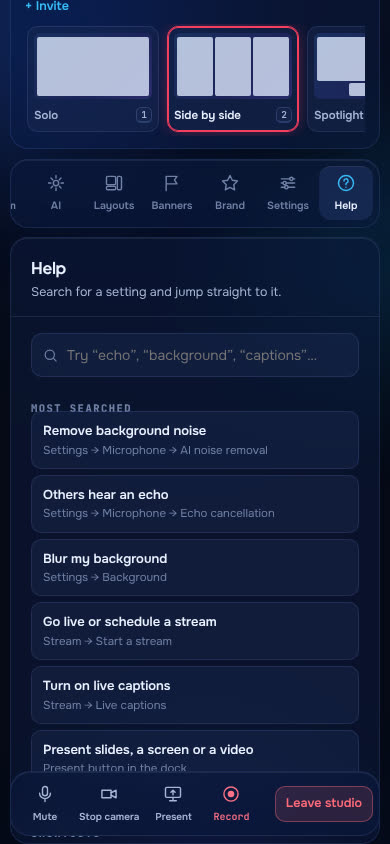 + Invite
Solo 1
Side by side 2
Spotlight
n
AI
Layouts
Banners
Brand
Settings
Help
Help
Search for a setting and jump straight to it.
Try “echo”, “background”, “captions”...
MOST SEARCHED
Remove background noise
Settings → Microphone → AI noise removal
Others hear an echo
Settings → Microphone → Echo cancellation
Blur my background
Settings → Background
Go live or schedule a stream
Stream → Start a stream
Turn on live captions
Stream → Live captions
Present slides, a screen or a video
Present button in the dock
Mute
Stop camera
Present
Record
Leave studio